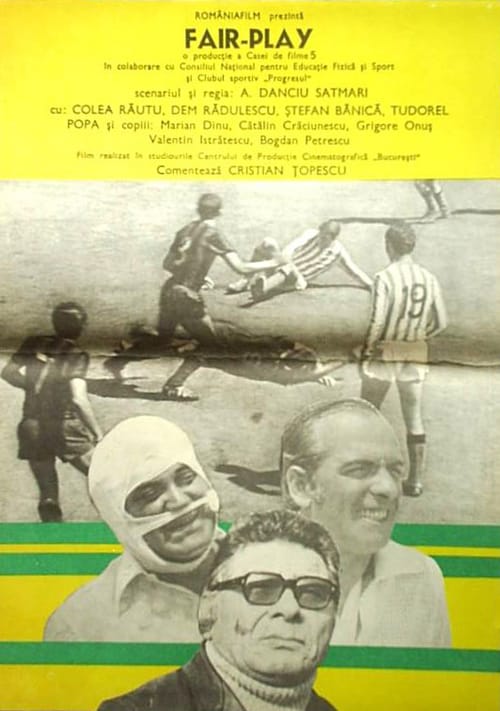 ROMÂNIAFILM prezintă
FAIR-PLAY
o producție a Casei de filme 5
în colaborare cu Consiliul Național pentru Educație Fizică și Sport
și Clubul sportiv „Progresul"
scenariul și regia: A. DANCIU SATMARI
cu: COLEA RĂUTU, DEM RĂDULESCU, ȘTEFAN BĂNICĂ, TUDOREL
POPA și copiii: Marian Dinu, Cătălin Crăciunescu, Grigore Onuș
Valentin Istrătescu, Bogdan Petrescu
Film realizat în studiourile Centrului de Producție Cinematografică „București"
Comentează CRISTIAN ȚOPESCU
19